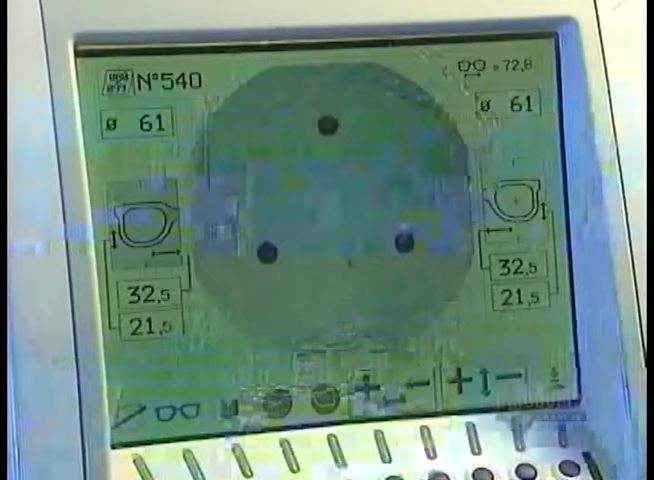 N°540
= 72,8
ø 61
ø 61
32,5
21,5
32,5
21,5